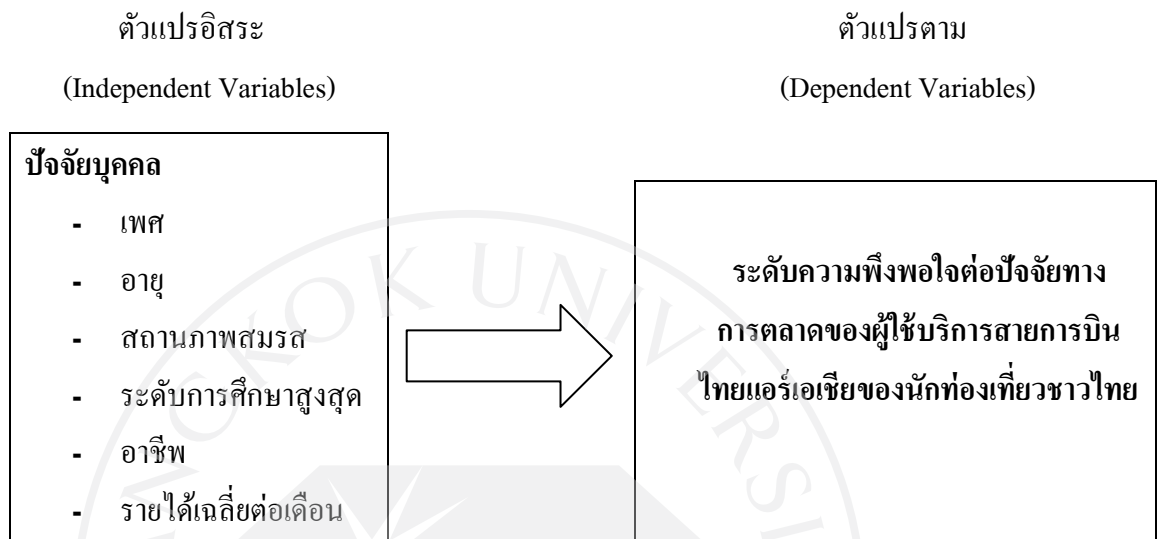 ตัวแปรอิสระ
(Independent Variables)
ปัจจัยบุคคล
- เพศ
- อายุ
- สถานภาพสมรส
- ระดับการศึกษาสูงสุด
- อาชีพ
- รายได้เฉลี่ยต่อเดือน
ตัวแปรตาม
(Dependent Variables)
ระดับความพึงพอใจต่อปัจจัยทาง
การตลาดของผู้ใช้บริการสายการบิน
ไทยแอร์เอเชียของนักท่องเที่ยวชาวไทย